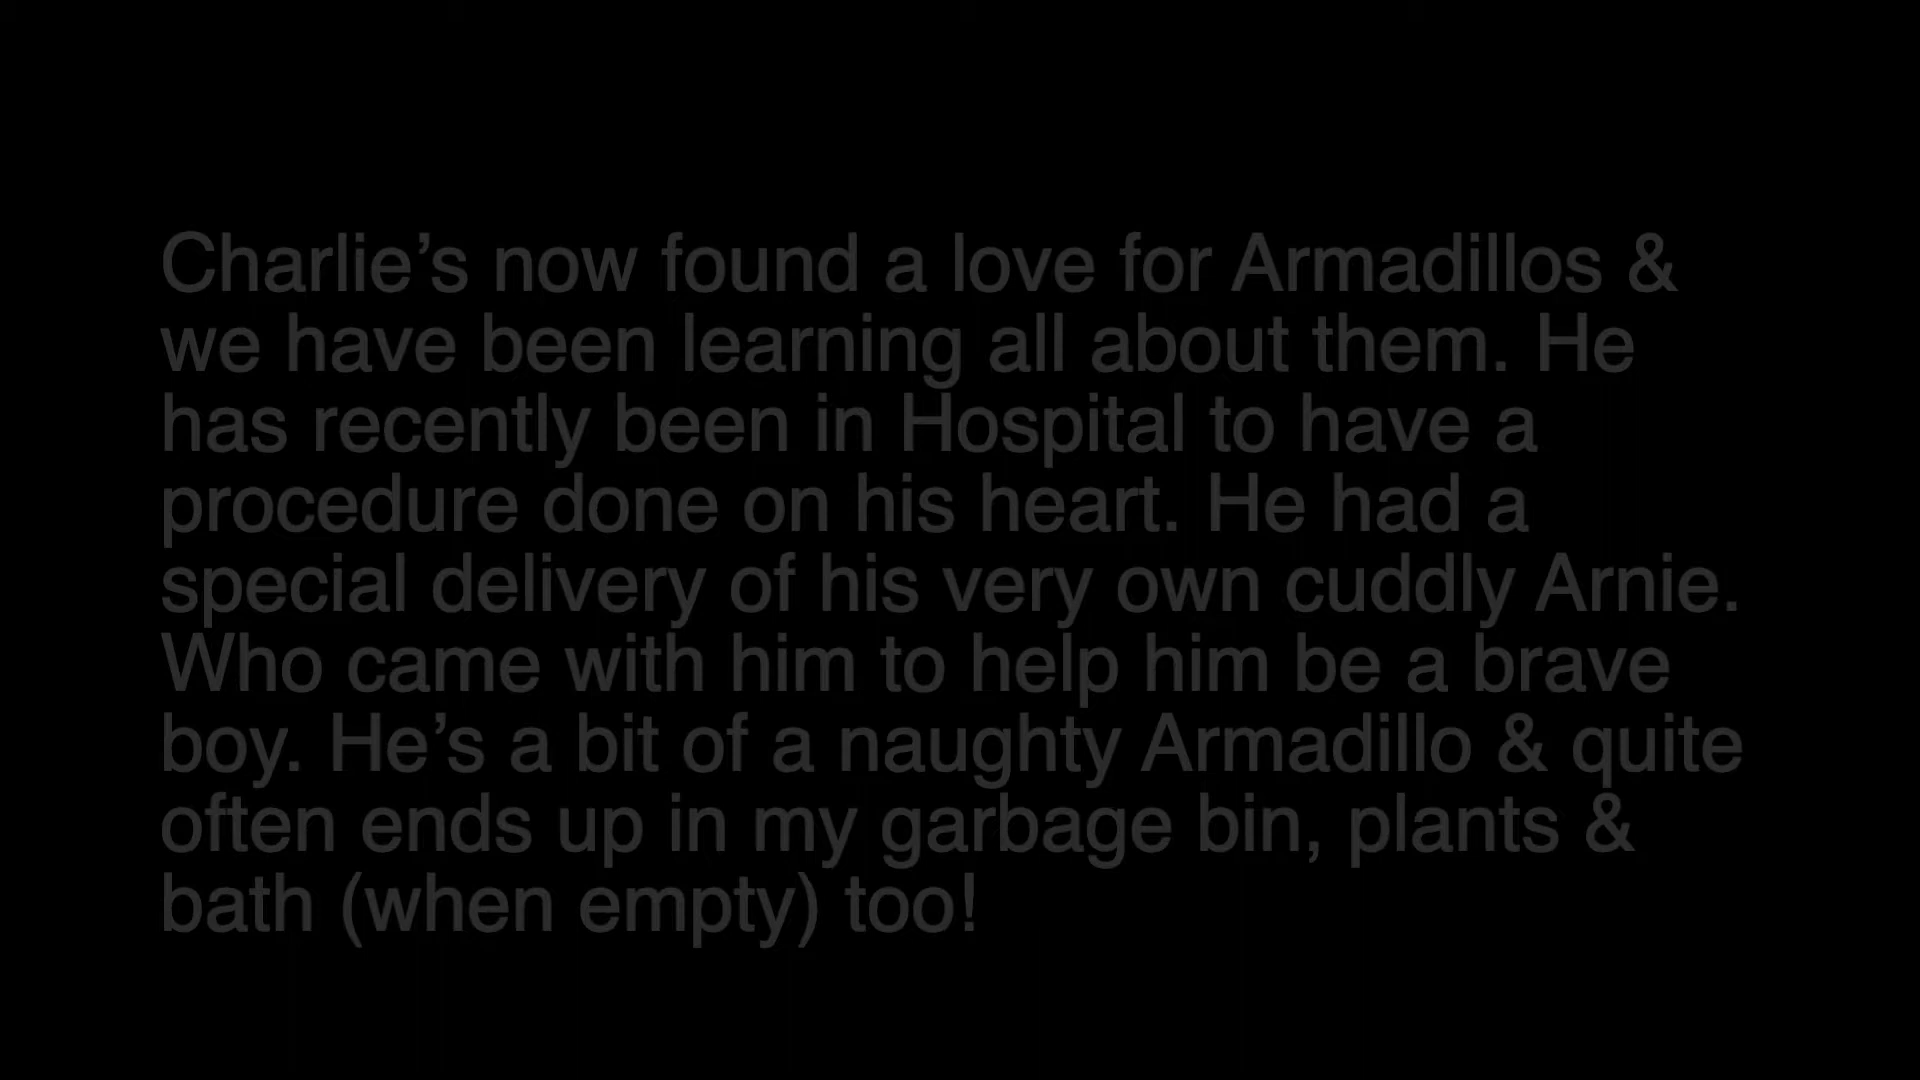 Charlie’s now found a love for Armadillos &
we have been learning all about them. He
has recently been in Hospital to have a
procedure done on his heart. He had a
special delivery of his very own cuddly Arnie.
Who came with him to help him be a brave
boy. He’s a bit of a naughty Armadillo & quite
often ends up in my garbage bin, plants &
bath (when empty) too!